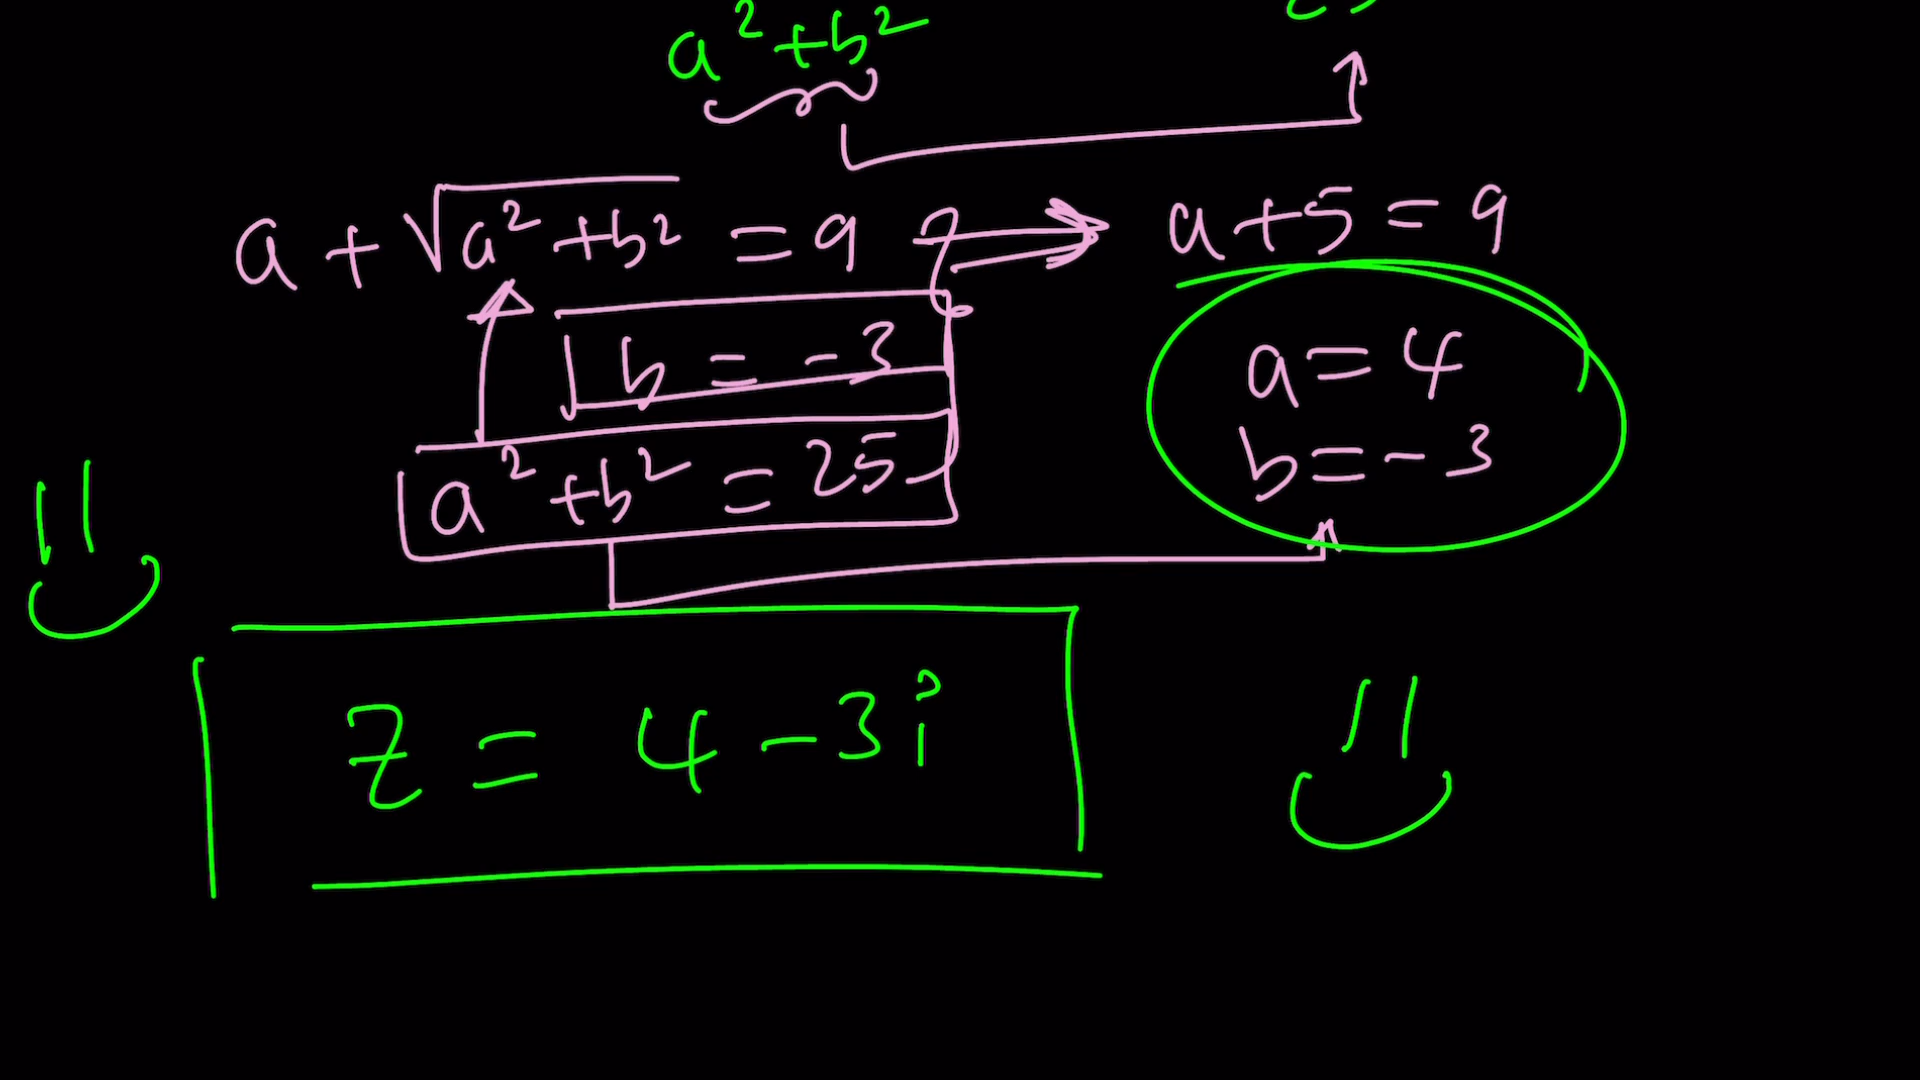 a² + b²
a + √(a² + b²) = 9 ⇒ a + 5 = 9
b = -3
a = 4
a² + b² = 25
b = -3
z = 4 - 3i